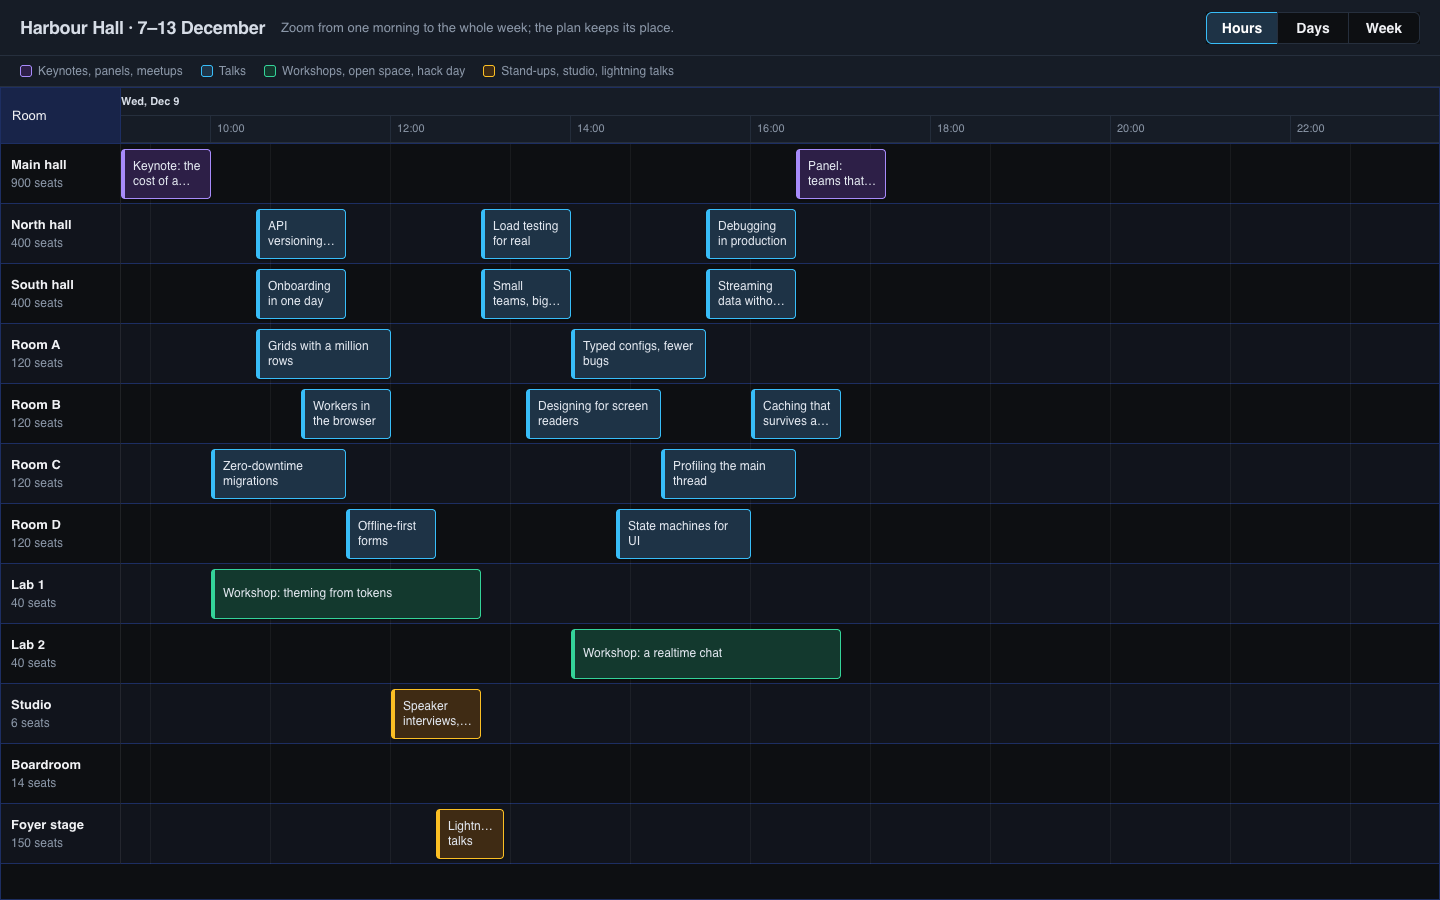 Harbour Hall · 7–13 December
Zoom from one morning to the whole week; the plan keeps its place.
Hours
Days
Week
Keynotes, panels, meetups
Talks
Workshops, open space, hack day
Stand-ups, studio, lightning talks
Room
Wed, Dec 9
10:00
12:00
14:00
16:00
18:00
20:00
22:00
Main hall
900 seats
Keynote: the
cost of a…
Panel:
teams that…
North hall
400 seats
API
versioning…
Load testing
for real
Debugging
in production
South hall
400 seats
Onboarding
in one day
Small
teams, big…
Streaming
data witho…
Room A
120 seats
Grids with a million
rows
Typed configs, fewer
bugs
Room B
120 seats
Workers in
the browser
Designing for screen
readers
Caching that
survives a…
Room C
120 seats
Zero-downtime
migrations
Profiling the main
thread
Room D
120 seats
Offline-first
forms
State machines for
UI
Lab 1
40 seats
Workshop: theming from tokens
Lab 2
40 seats
Workshop: a realtime chat
Studio
6 seats
Speaker
interviews,…
Boardroom
14 seats
Foyer stage
150 seats
Lightn…
talks